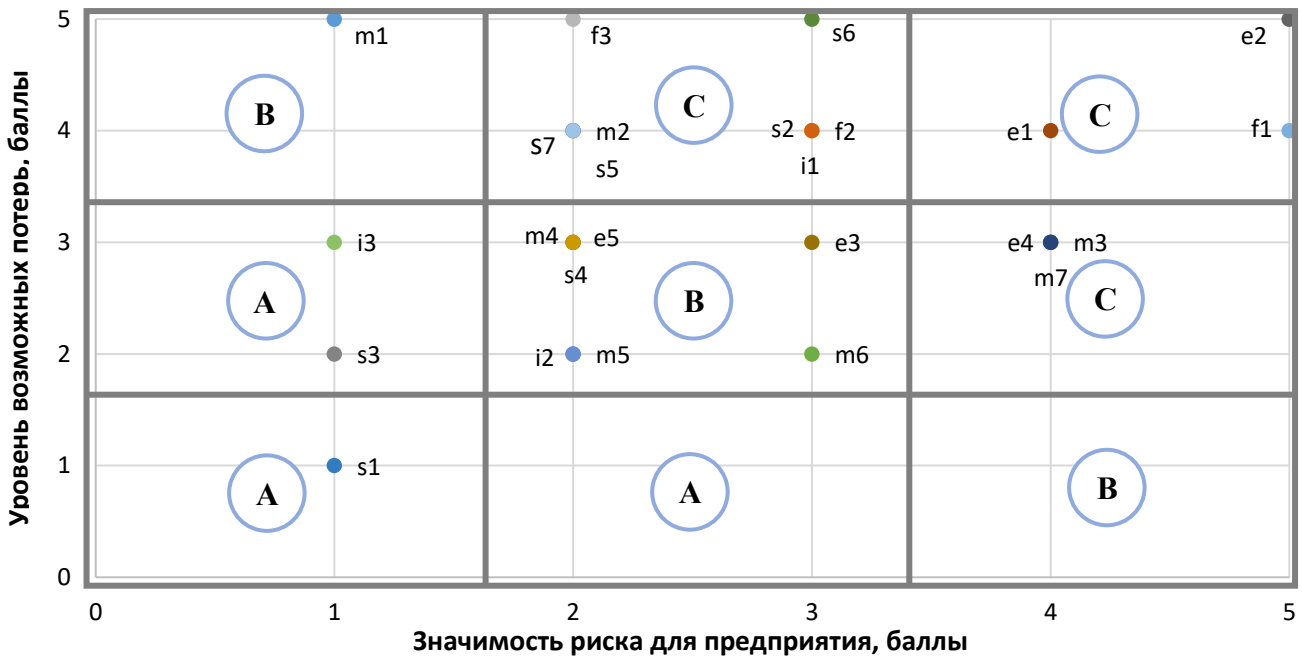 Уровень возможных потерь, баллы
5
m1
f3
s6
e2
B
C
C
4
s7
m2
s2
f2
e1
f1
s5
i1
3
i3
m4
e5
e3
e4
m3
s4
m7
A
B
C
2
s3
i2
m5
m6
1
s1
A
A
B
0
0
1
2
3
4
5
Значимость риска для предприятия, баллы